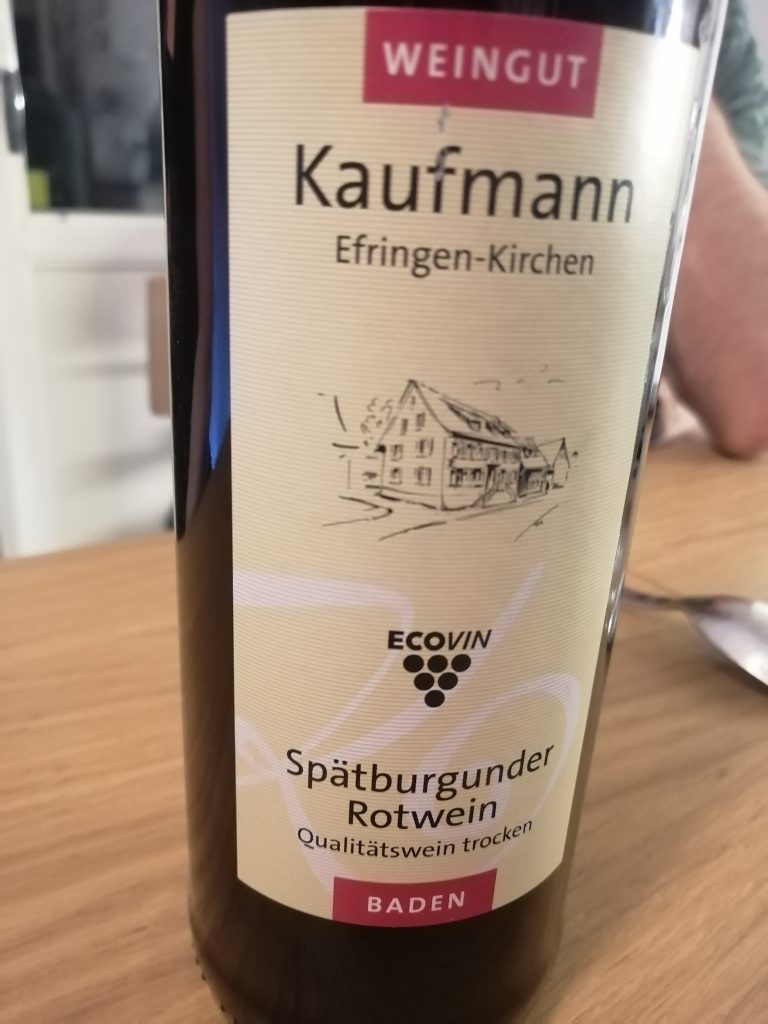 WEINGUT
Kaufmann
Efringen-Kirchen
ECOVIN
Spätburgunder
Rotwein
Qualitätswein trocken
BADEN